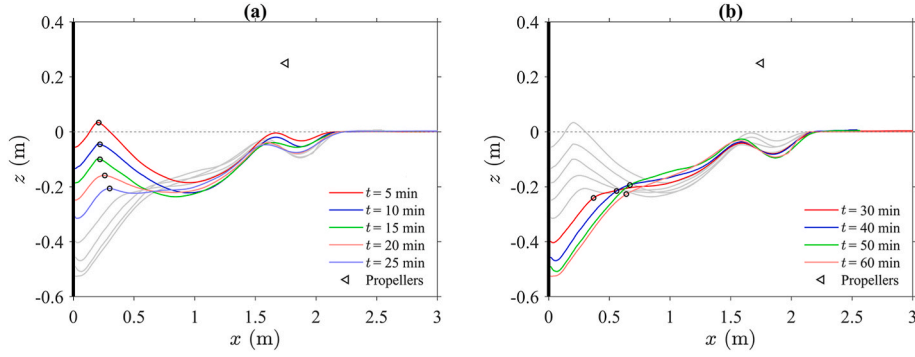 (a)
0.4
0.2
0
-0.2
-0.4
-0.6
z (m)
0
0.5
1
1.5
2
2.5
3
x (m)
t = 5 min
t = 10 min
t = 15 min
t = 20 min
t = 25 min
Propellers
(b)
0.4
0.2
0
-0.2
-0.4
-0.6
z (m)
0
0.5
1
1.5
2
2.5
3
x (m)
t = 30 min
t = 40 min
t = 50 min
t = 60 min
Propellers